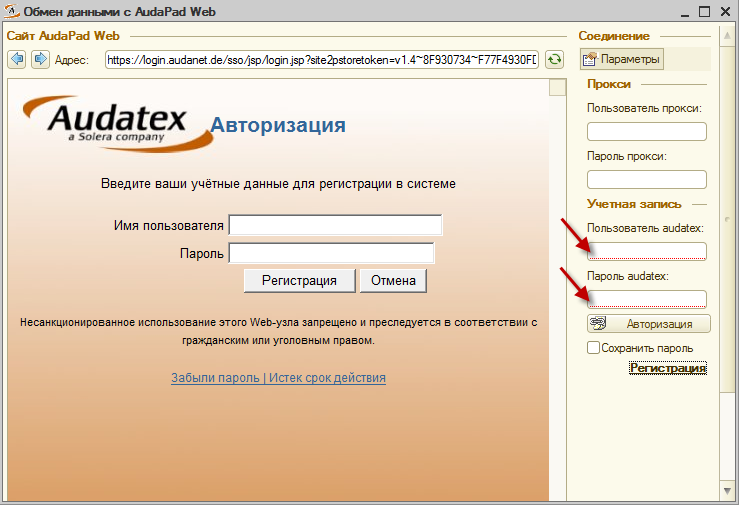 Обмен данными с AudaPad Web
Сайт AudaPad Web
Адрес: https://login.audanet.de/sso/jsp/login.jsp?site2pstoretoken=v1.4~8F930734~F77F4930FD
Audatex
a Solera company
Авторизация
Введите ваши учётные данные для регистрации в системе
Имя пользователя
Пароль
Регистрация Отмена
Несанкционированное использование этого Web-узла запрещено и преследуется в соответствии с
гражданским или уголовным правом.
Забыли пароль | Истек срок действия
Соединение
Параметры
Прокси
Пользователь прокси:
Пароль прокси:
Учетная запись
Пользователь audatex:
Пароль audatex:
Авторизация
Сохранить пароль
Регистрация